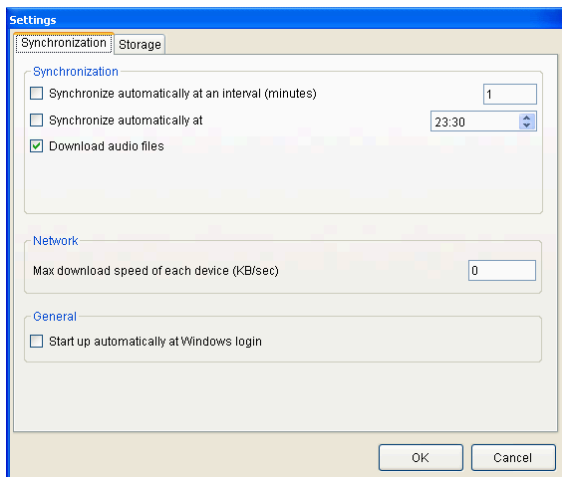 Settings
Synchronization Storage
Synchronization
Synchronize automatically at an interval (minutes) 1
Synchronize automatically at 23:30
Download audio files
Network
Max download speed of each device (KB/sec) 0
General
Start up automatically at Windows login
OK Cancel